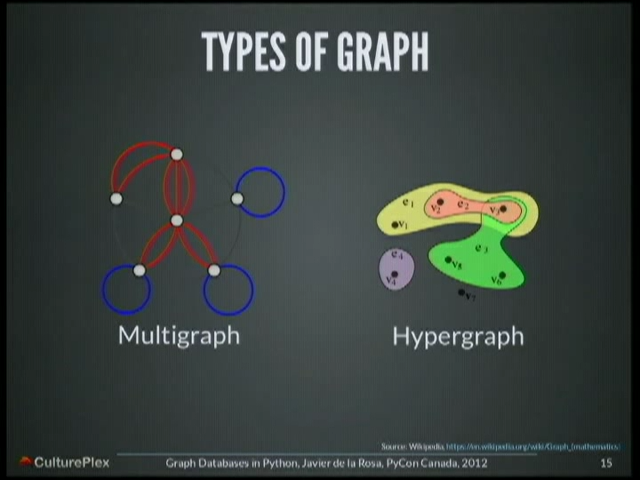 TYPES OF GRAPH
e1
v2
e2
v3
v1
e3
e4
v4
v5
v6
v7
Multigraph
Hypergraph
Source: Wikipedia, https://en.wikipedia.org/wiki/Graph_(mathematics)
CulturePlex
Graph Databases in Python, Javier de la Rosa, PyCon Canada, 2012
15